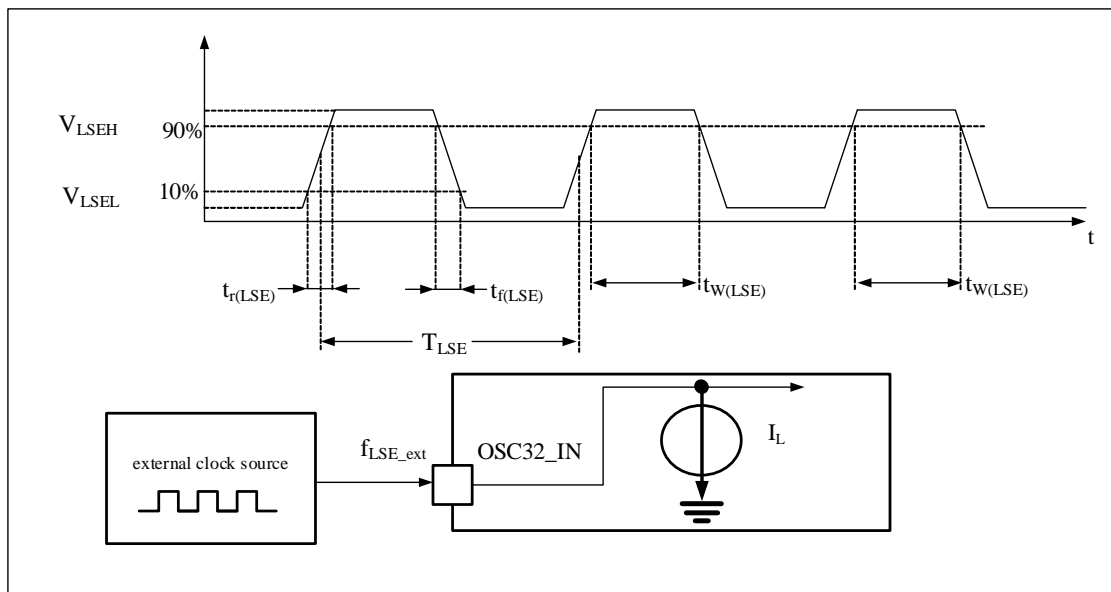 V_LSEH 90%
V_LSEL 10%
t
t_r(LSE) t_f(LSE) t_W(LSE) t_W(LSE)
T_LSE
external clock source
f_LSE_ext
OSC32_IN
I_L